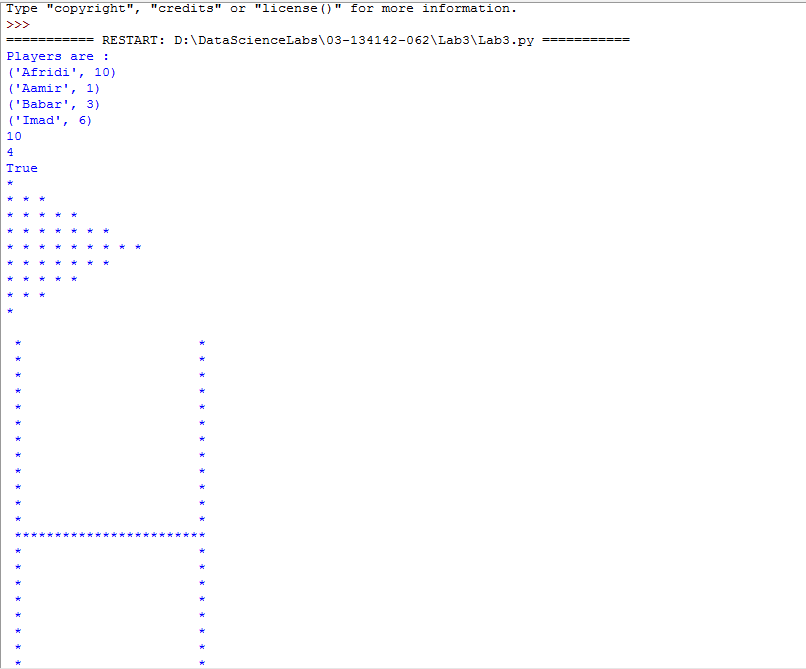 Type "copyright", "credits" or "license()" for more information.
>>>
=========== RESTART: D:\DataScienceLabs\03-134142-062\Lab3\Lab3.py ===========
Players are :
('Afridi', 10)
('Aamir', 1)
('Babar', 3)
('Imad', 6)
10
4
True
*
* * *
* * * * *
* * * * * * *
* * * * * * * * *
* * * * * * *
* * * * *
* * *
*

 *                      *
 *                      *
 *                      *
 *                      *
 *                      *
 *                      *
 *                      *
 *                      *
 *                      *
 *                      *
 *                      *
 *                      *
 ************************
 *                      *
 *                      *
 *                      *
 *                      *
 *                      *
 *                      *
 *                      *
 *                      *